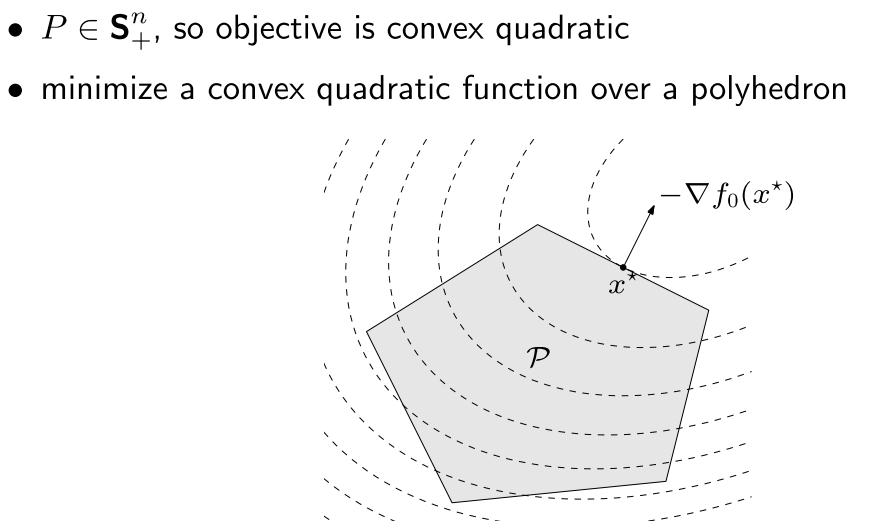 • P ∈ S₊ⁿ, so objective is convex quadratic
• minimize a convex quadratic function over a polyhedron
−∇f₀(x⋆)
x⋆
𝒫